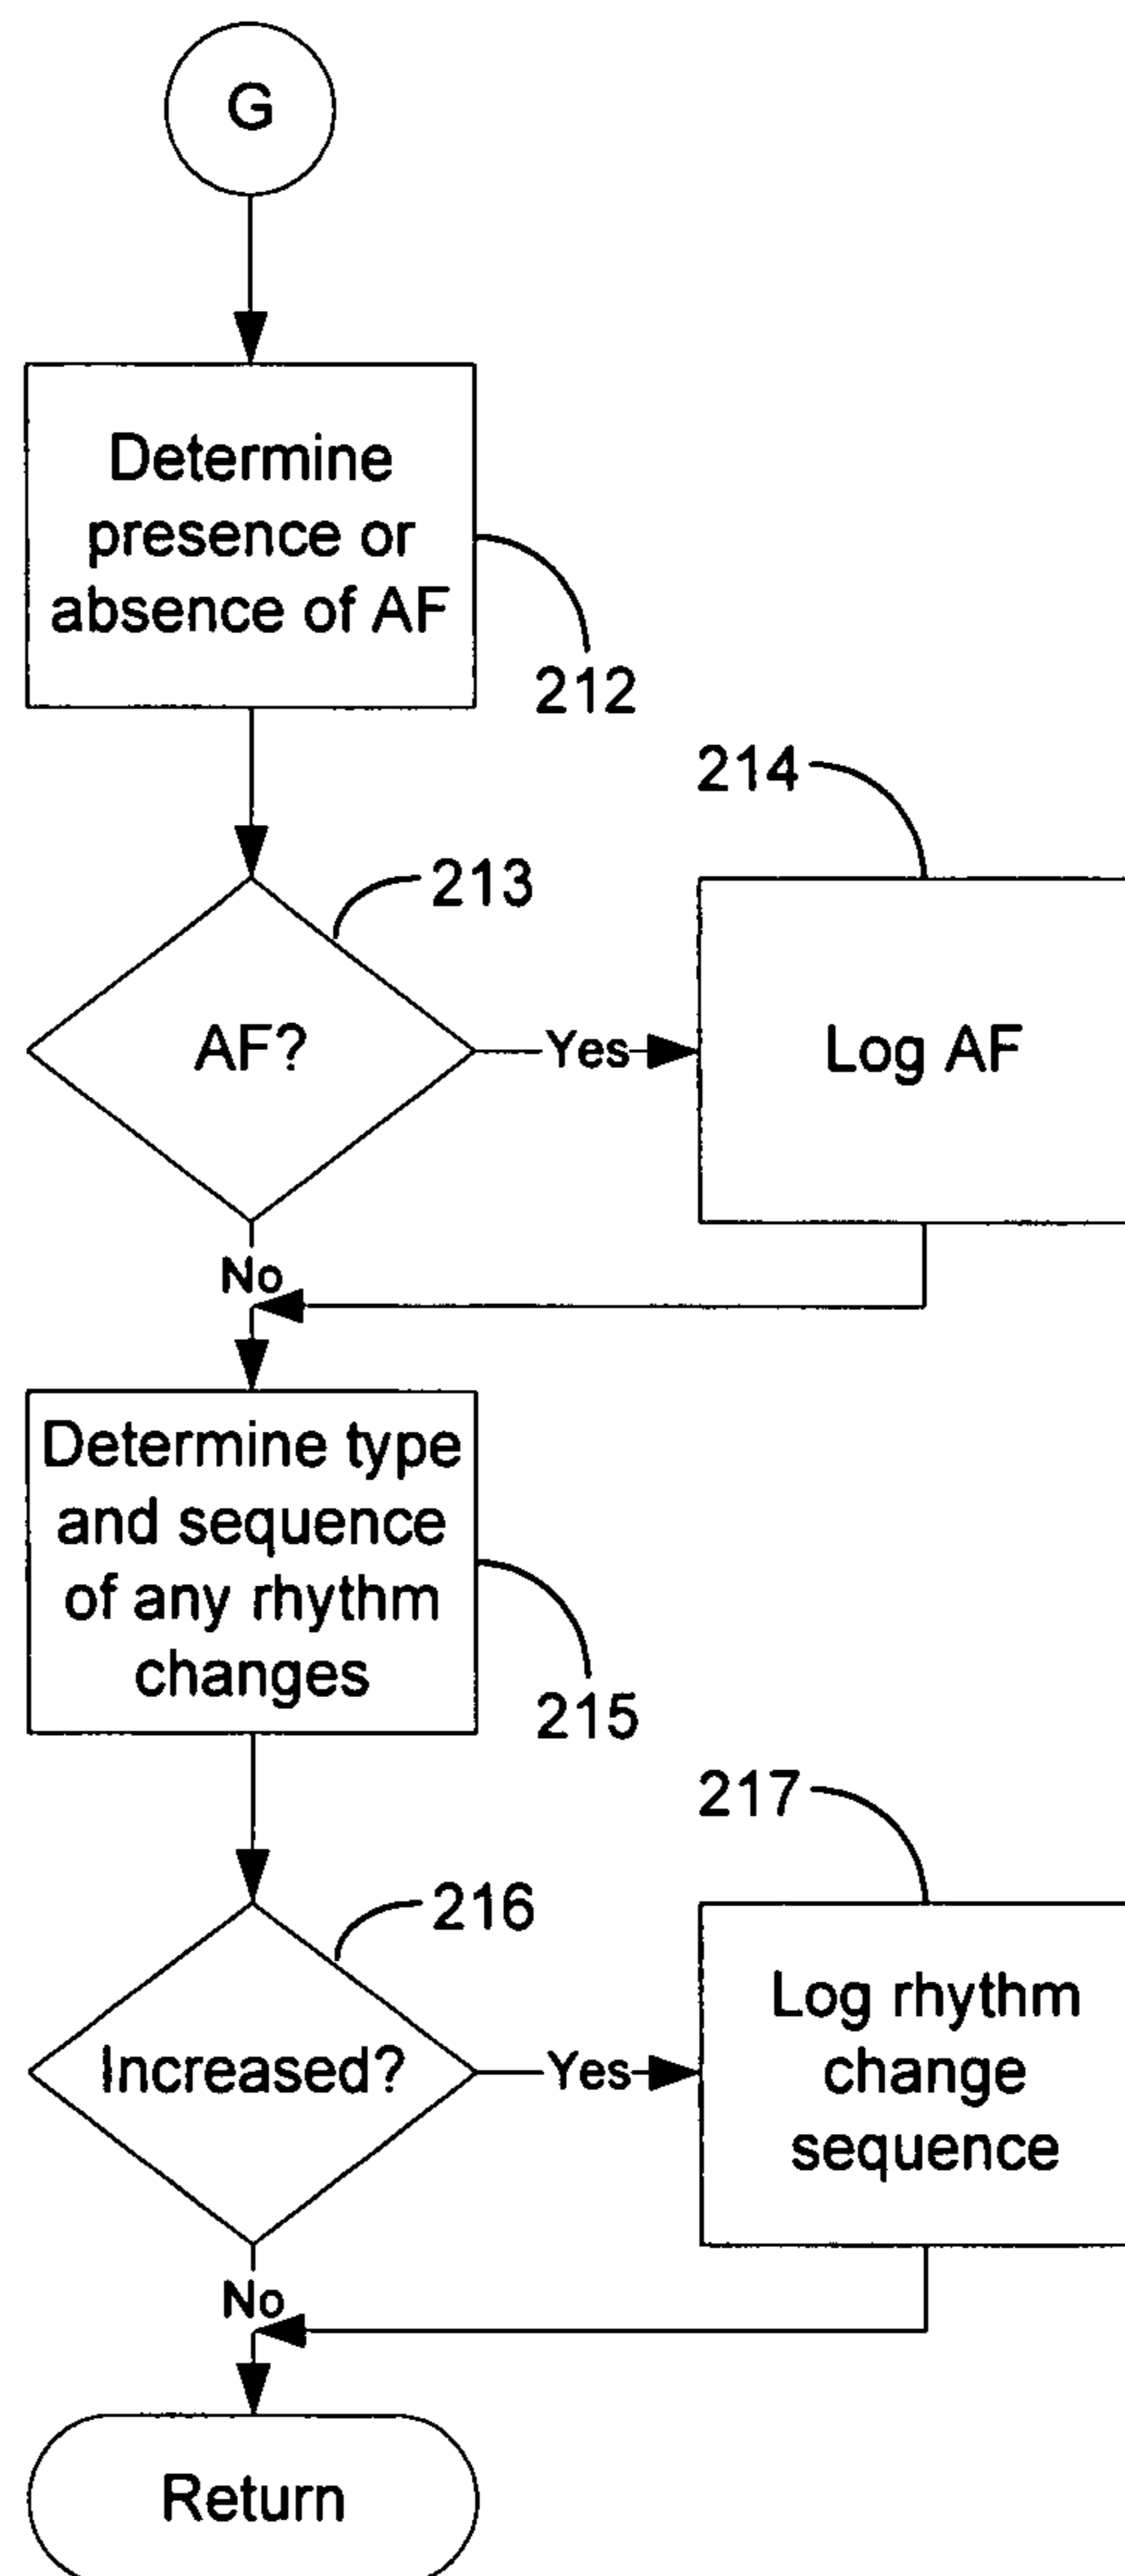 G
Determine
presence or
absence of AF
212
214
213
AF?
Yes
Log AF
No
Determine type
and sequence
of any rhythm
changes
215
217
216
Increased?
Yes
Log rhythm
change
sequence
No
Return